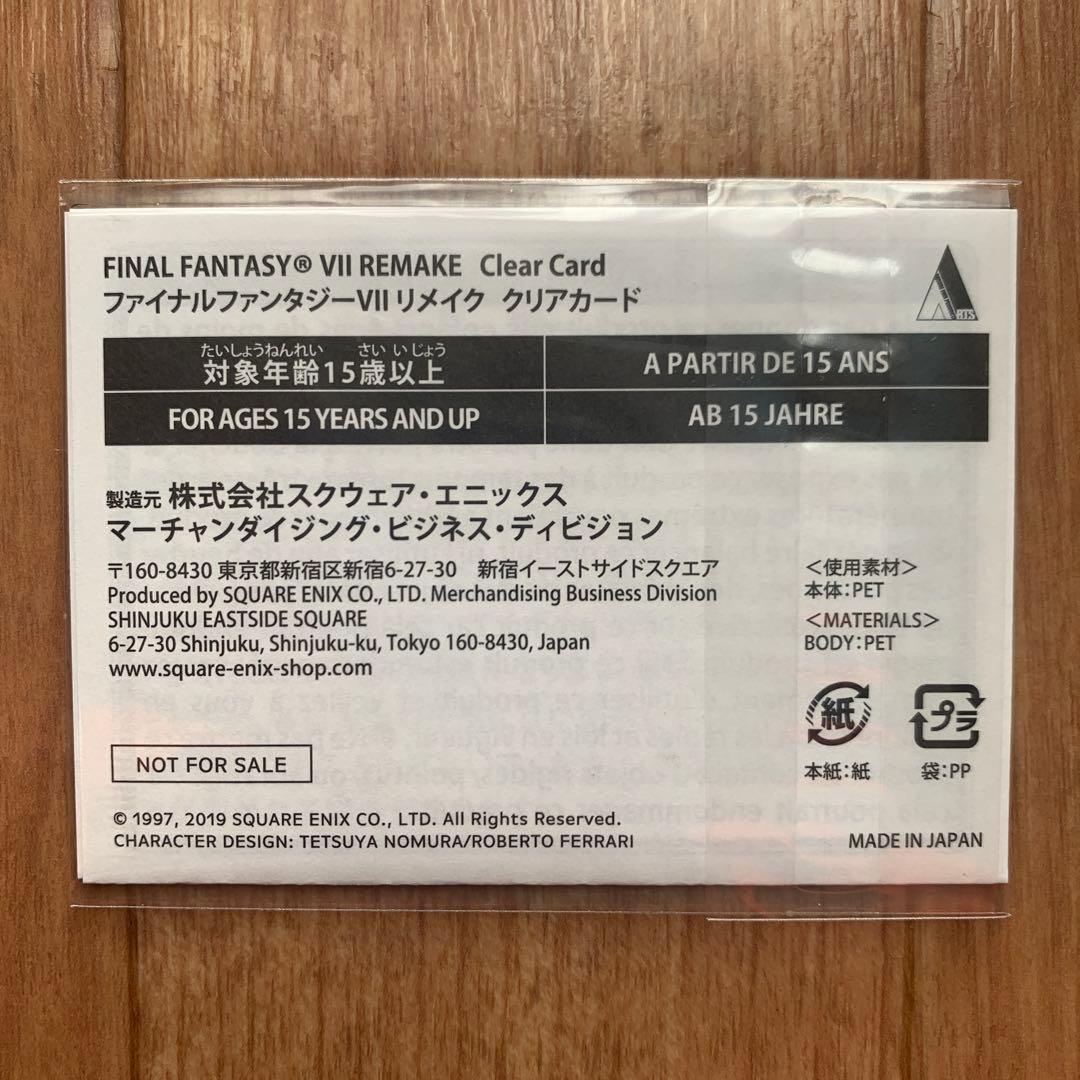 FINAL FANTASY® VII REMAKE Clear Card
ファイナルファンタジーVII リメイク クリアカード
ARTS
たいしょうねんれい さい いじょう
対象年齢15歳以上
A PARTIR DE 15 ANS
FOR AGES 15 YEARS AND UP
AB 15 JAHRE
製造元 株式会社スクウェア・エニックス
マーチャンダイジング・ビジネス・ディビジョン
〒160-8430 東京都新宿区新宿6-27-30 新宿イーストサイドスクエア
Produced by SQUARE ENIX CO., LTD. Merchandising Business Division
SHINJUKU EASTSIDE SQUARE
6-27-30 Shinjuku, Shinjuku-ku, Tokyo 160-8430, Japan
www.square-enix-shop.com
＜使用素材＞
本体：PET
＜MATERIALS＞
BODY：PET
紙
プラ
本紙：紙
袋：PP
NOT FOR SALE
© 1997, 2019 SQUARE ENIX CO., LTD. All Rights Reserved.
CHARACTER DESIGN: TETSUYA NOMURA/ROBERTO FERRARI
MADE IN JAPAN